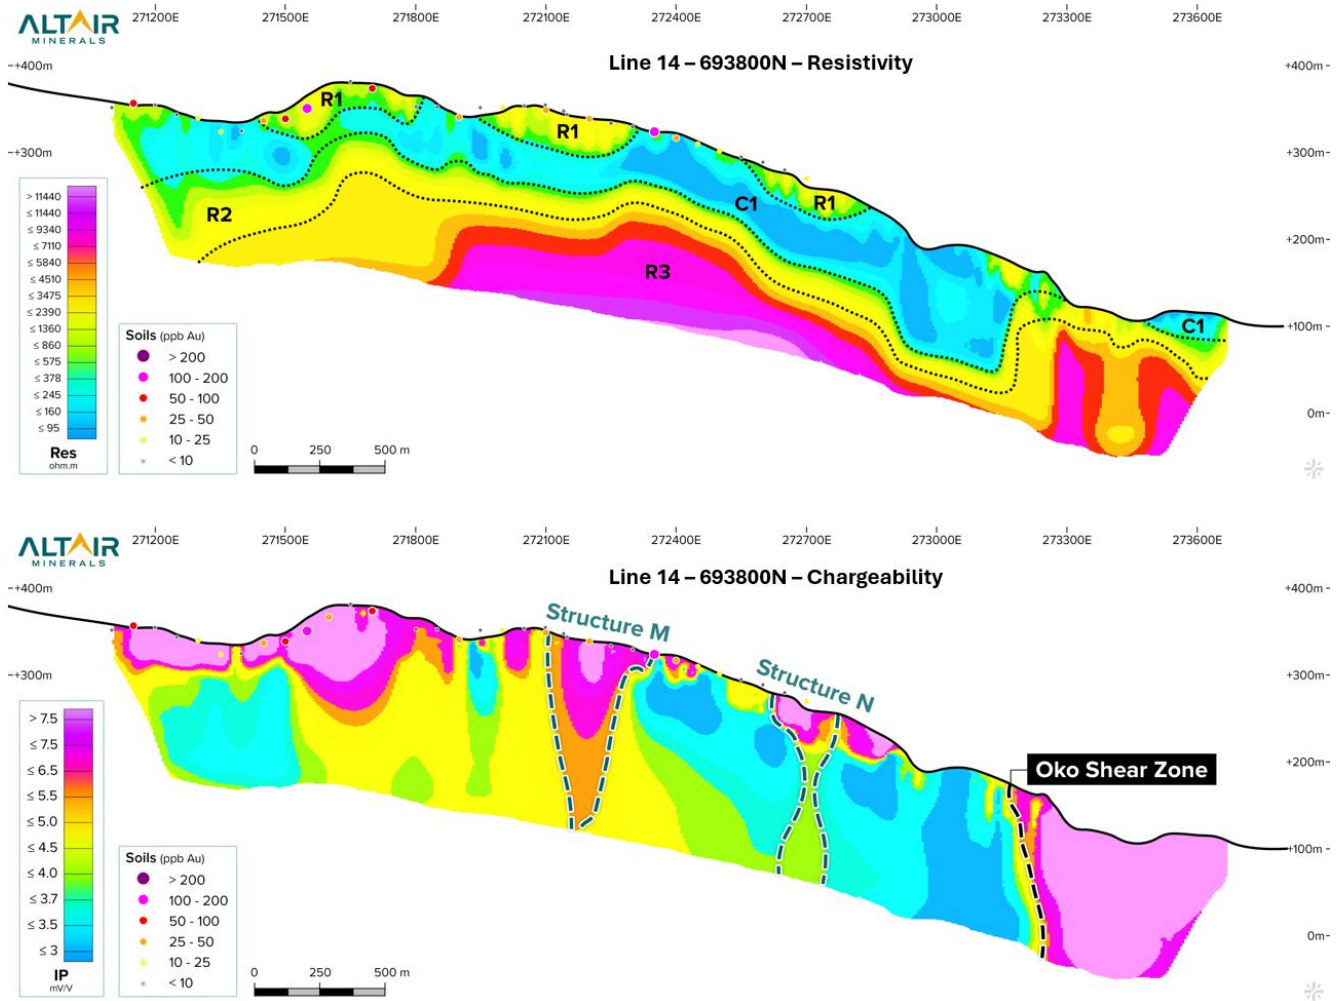 ALTAIR
MINERALS
271200E 271500E 271800E 272100E 272400E 272700E 273000E 273300E 273600E
Line 14 – 693800N – Resistivity
+400m +400m
+300m +300m
+200m
+100m
0m
R1
R1
R1
R2
C1
R3
C1
> 11440
≤ 11440
≤ 9340
≤ 7110
≤ 5840
≤ 4510
≤ 3475
≤ 2390
≤ 1360
≤ 860
≤ 575
≤ 378
≤ 245
≤ 160
≤ 95
Res
ohm.m
Soils (ppb Au)
> 200
100 - 200
50 - 100
25 - 50
10 - 25
< 10
0 250 500 m
ALTAIR
MINERALS
271200E 271500E 271800E 272100E 272400E 272700E 273000E 273300E 273600E
Line 14 – 693800N – Chargeability
+400m +400m
+300m +300m
+200m
+100m
0m
Structure M
Structure N
Oko Shear Zone
> 7.5
≤ 7.5
≤ 6.5
≤ 5.5
≤ 5.0
≤ 4.5
≤ 4.0
≤ 3.7
≤ 3.5
≤ 3
IP
mV/V
Soils (ppb Au)
> 200
100 - 200
50 - 100
25 - 50
10 - 25
< 10
0 250 500 m